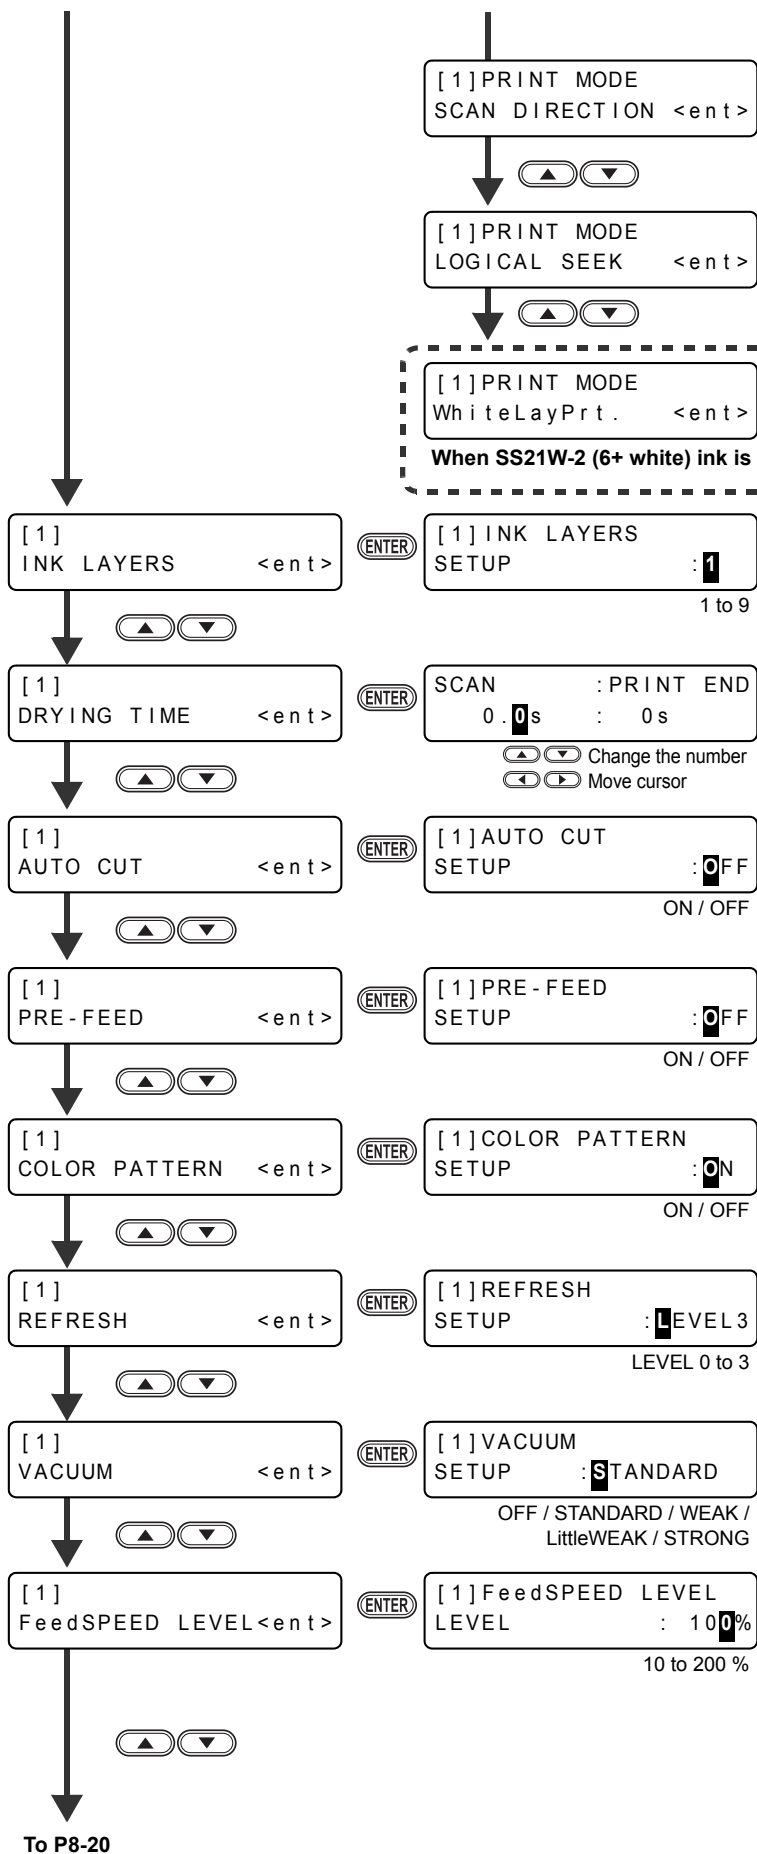 [1]PRINT MODE
SCAN DIRECTION <ent>
[1]PRINT MODE
LOGICAL SEEK <ent>
[1]PRINT MODE
WhiteLayPrt. <ent>
When SS21W-2 (6+ white) ink is
[1]
INK LAYERS <ent>
ENTER
[1]INK LAYERS
SETUP :1
1 to 9
[1]
DRYING TIME <ent>
ENTER
SCAN :PRINT END
0.0s : 0s
Change the number
Move cursor
[1]
AUTO CUT <ent>
ENTER
[1]AUTO CUT
SETUP :OFF
ON / OFF
[1]
PRE-FEED <ent>
ENTER
[1]PRE-FEED
SETUP :OFF
ON / OFF
[1]
COLOR PATTERN <ent>
ENTER
[1]COLOR PATTERN
SETUP :ON
ON / OFF
[1]
REFRESH <ent>
ENTER
[1]REFRESH
SETUP :LEVEL3
LEVEL 0 to 3
[1]
VACUUM <ent>
ENTER
[1]VACUUM
SETUP :STANDARD
OFF / STANDARD / WEAK /
LittleWEAK / STRONG
[1]
FeedSPEED LEVEL<ent>
ENTER
[1]FeedSPEED LEVEL
LEVEL : 100%
10 to 200 %
To P8-20